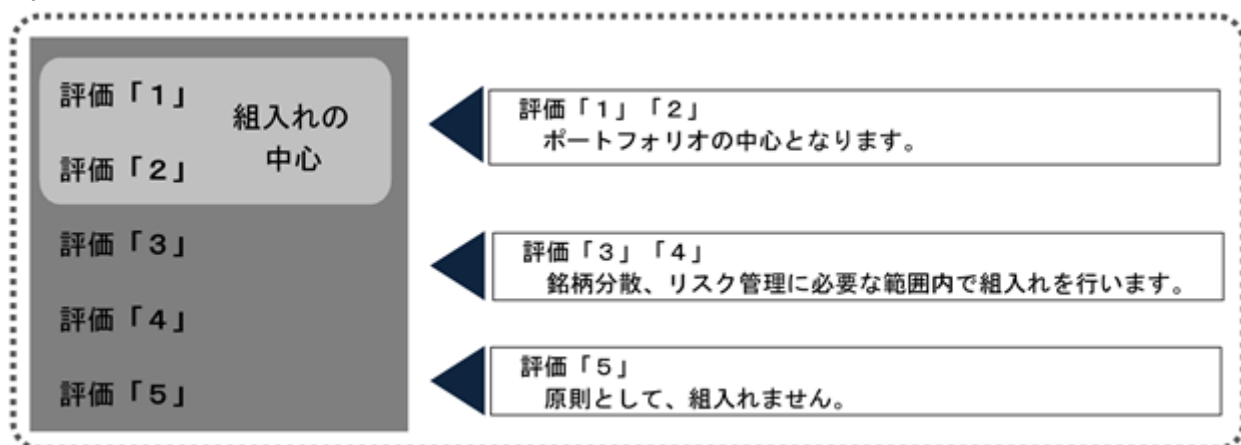 評価「１」
評価「２」
組入れの
中心
評価「３」
評価「４」
評価「５」
評価「１」「２」
ポートフォリオの中心となります。
評価「３」「４」
銘柄分散、リスク管理に必要な範囲内で組入れを行います。
評価「５」
原則として、組入れません。